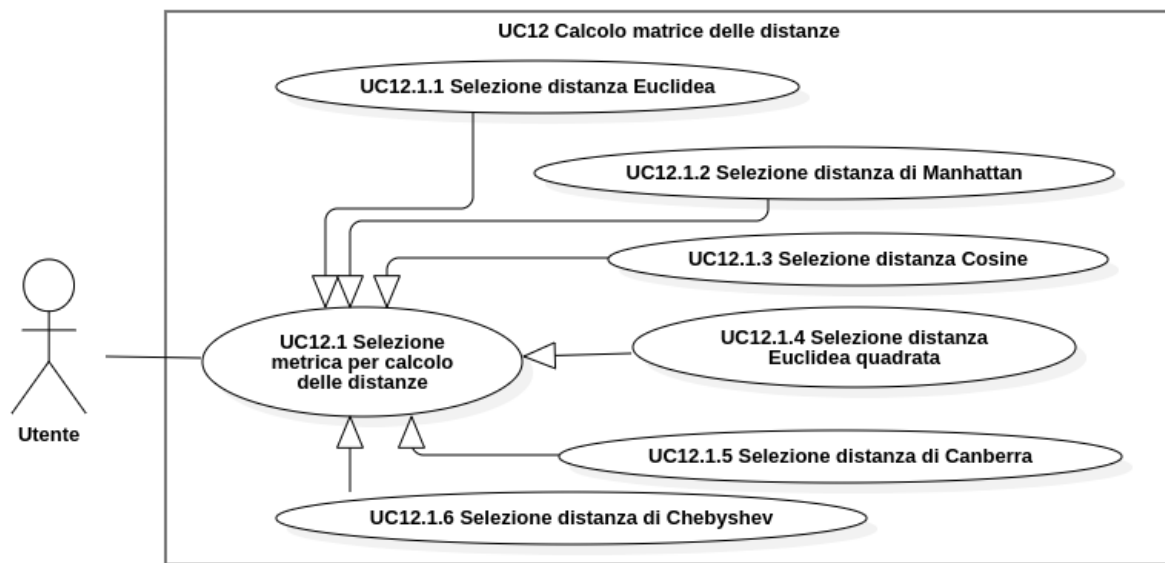 UC12 Calcolo matrice delle distanze
UC12.1.1 Selezione distanza Euclidea
UC12.1.2 Selezione distanza di Manhattan
UC12.1.3 Selezione distanza Cosine
UC12.1 Selezione
metrica per calcolo
delle distanze
UC12.1.4 Selezione distanza
Euclidea quadrata
Utente
UC12.1.5 Selezione distanza di Canberra
UC12.1.6 Selezione distanza di Chebyshev